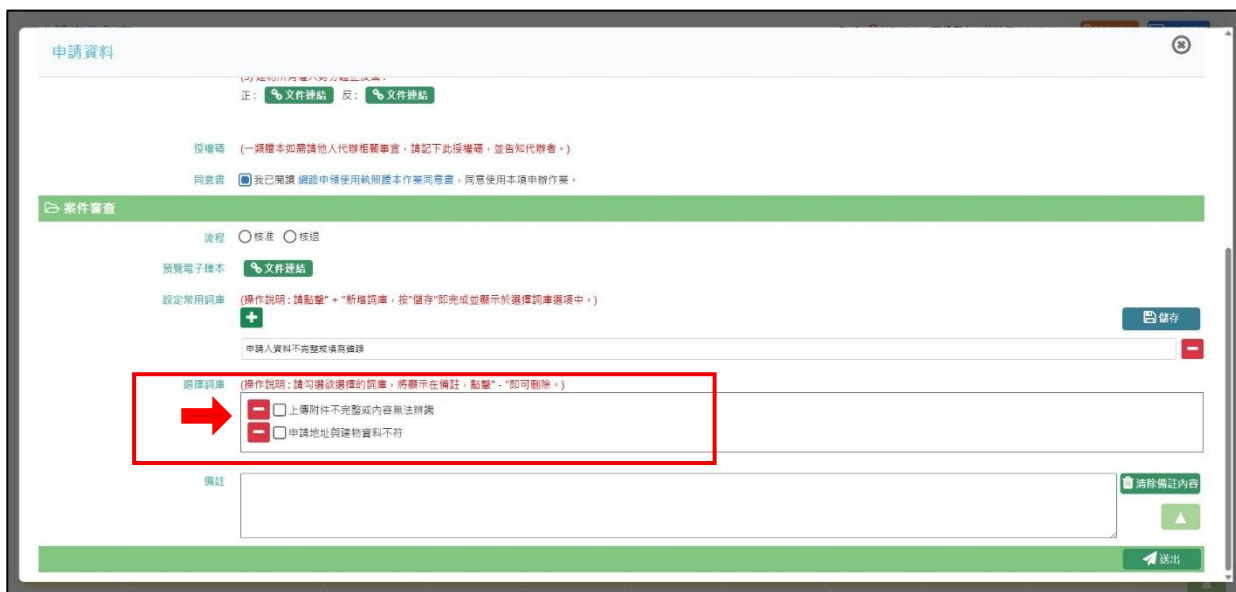 申請資料
正： 文件連結 反： 文件連結
授權碼 (一類謄本如需請他人代辦相關事宜，請記下此授權碼，並告知代辦者。)
同意書 我已閱讀 網路申領使用執照謄本作業同意書，同意使用本項申辦作業。
案件審查
流程 核准 核退
預覽電子謄本 文件連結
設定常用詞庫 (操作說明：請點擊" + "新增詞庫，按"儲存"即完成並顯示於選擇詞庫選項中。)
儲存
申請人資料不完整或填寫錯誤
選擇詞庫 (操作說明：請勾選欲選擇的詞庫，將顯示在備註，點擊" - "即可刪除。)
上傳附件不完整或內容無法辨識
申請地址與建物資料不符
備註
清除備註內容
送出